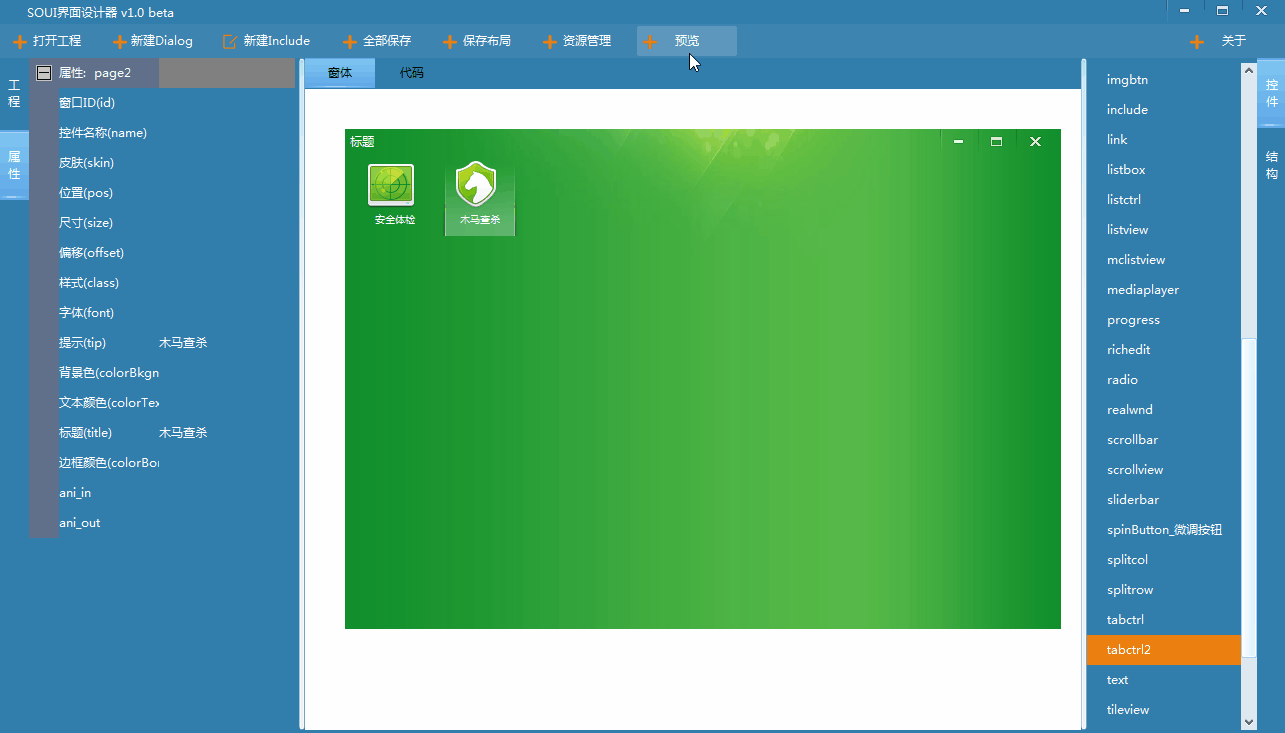 SOUI界面设计器 v1.0 beta
打开工程
新建Dialog
新建Include
全部保存
保存布局
资源管理
预览
关于
工程
属性
属性: page2
窗口ID(id)
控件名称(name)
皮肤(skin)
位置(pos)
尺寸(size)
偏移(offset)
样式(class)
字体(font)
提示(tip) 木马查杀
背景色(colorBkgn
文本颜色(colorTex
标题(title) 木马查杀
边框颜色(colorBor
ani_in
ani_out
窗体
代码
标题
安全体检
木马查杀
imgbtn
include
link
listbox
listctrl
listview
mclistview
mediaplayer
progress
richedit
radio
realwnd
scrollbar
scrollview
sliderbar
spinButton_微调按钮
splitcol
splitrow
tabctrl
tabctrl2
text
tileview
控件
结构